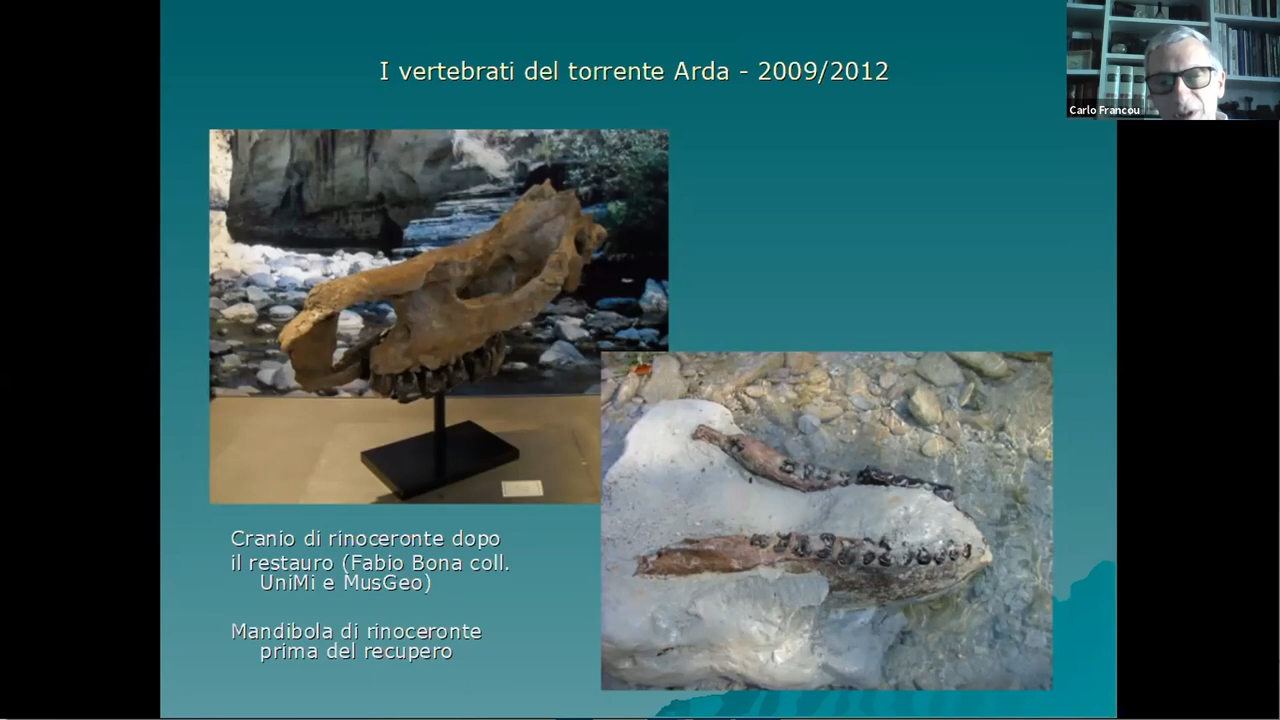 I vertebrati del torrente Arda - 2009/2012
Carlo Francou
Cranio di rinoceronte dopo
il restauro (Fabio Bona coll.
UniMi e MusGeo)
Mandibola di rinoceronte
prima del recupero